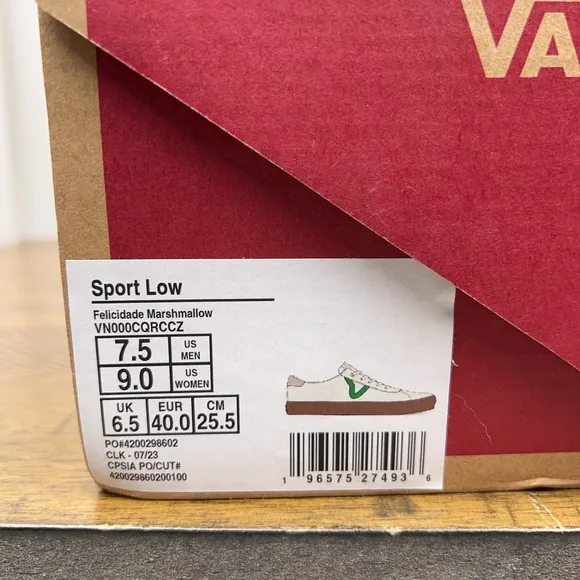 VA
Sport Low
Felicidade Marshmallow
VN000CQRCCZ
7.5 US MEN
9.0 US WOMEN
UK EUR CM
6.5 40.0 25.5
PO#4200298602
CLK - 07/23
CPSIA PO/CUT#
420029860200100
1 96575 27493 6